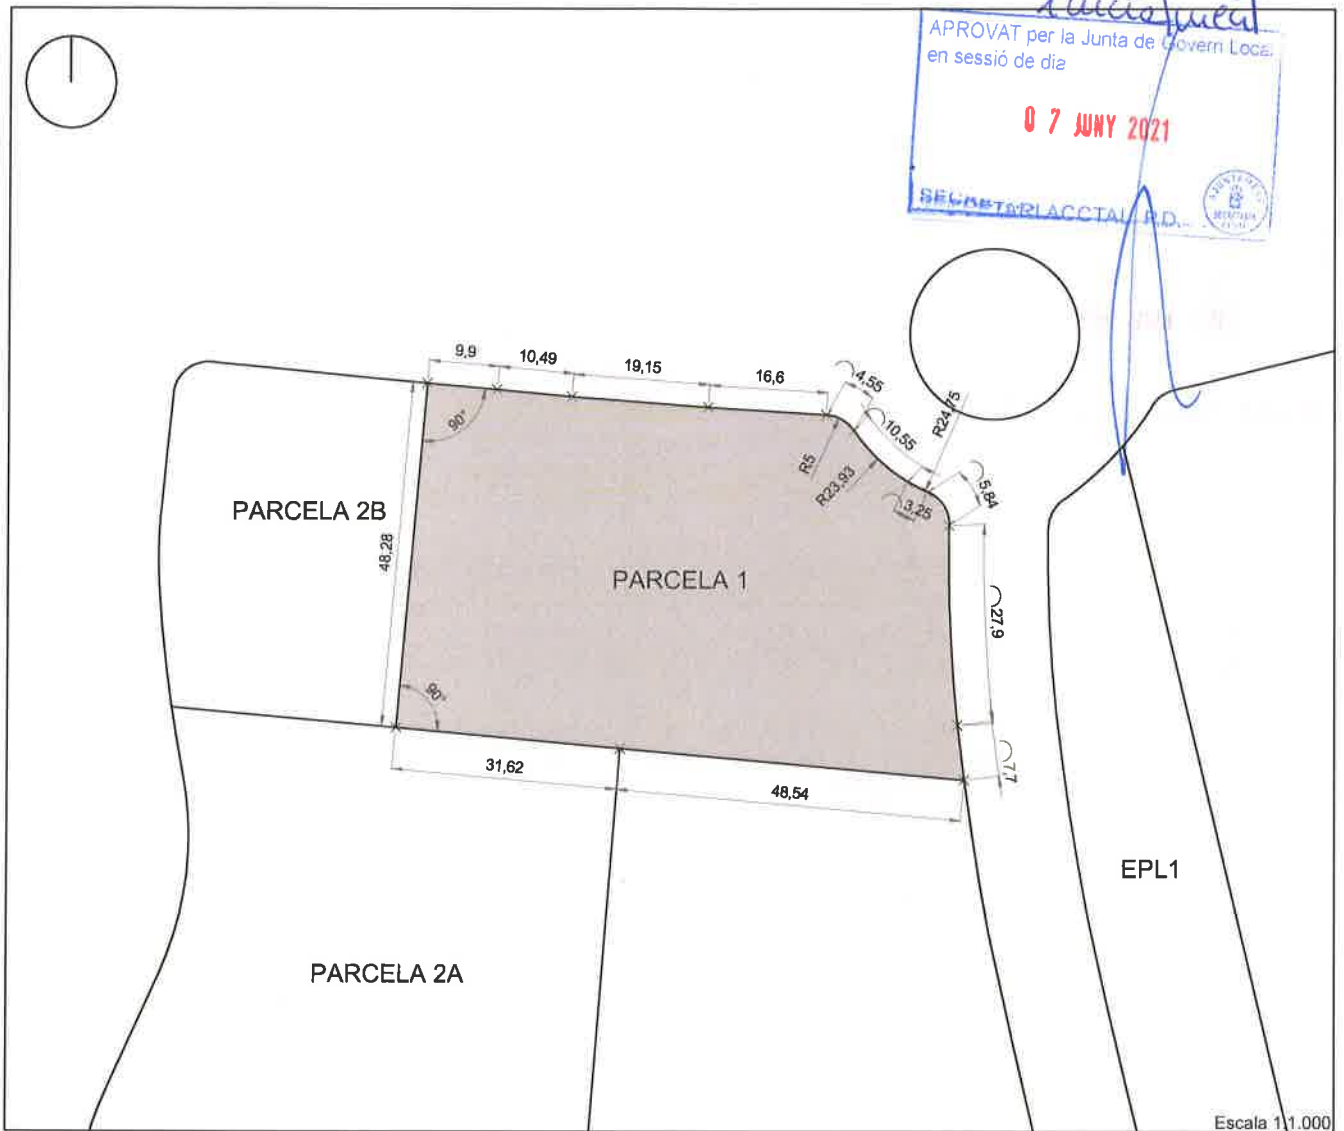 APROVAT per la Junta de Govern Local
en sessió de dia
0 7 JUNY 2021
SECRETARI ACCTAL P.D.
9,9
10,49
19,15
16,6
4,55
10,55
R24,75
5,84
90°
R5
R23,93
3,25
PARCELA 2B
48,28
PARCELA 1
27,9
90°
7,7
31,62
48,54
EPL1
PARCELA 2A
Escala 1:1.000